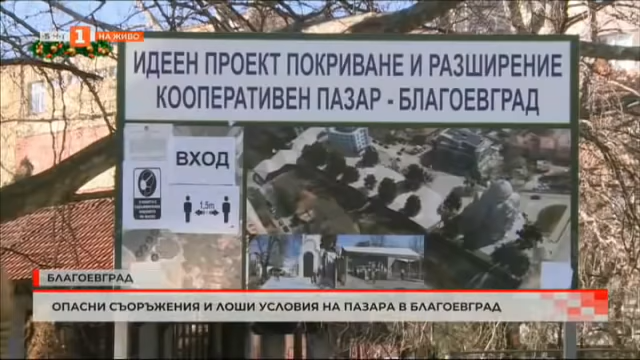 БНТ 1 НА ЖИВО
ИДЕЕН ПРОЕКТ ПОКРИВАНЕ И РАЗШИРЕНИЕ
КООПЕРАТИВЕН ПАЗАР - БЛАГОЕВГРАД
ВХОД
1,5m
БЛАГОЕВГРАД
ОПАСНИ СЪОРЪЖЕНИЯ И ЛОШИ УСЛОВИЯ НА ПАЗАРА В БЛАГОЕВГРАД